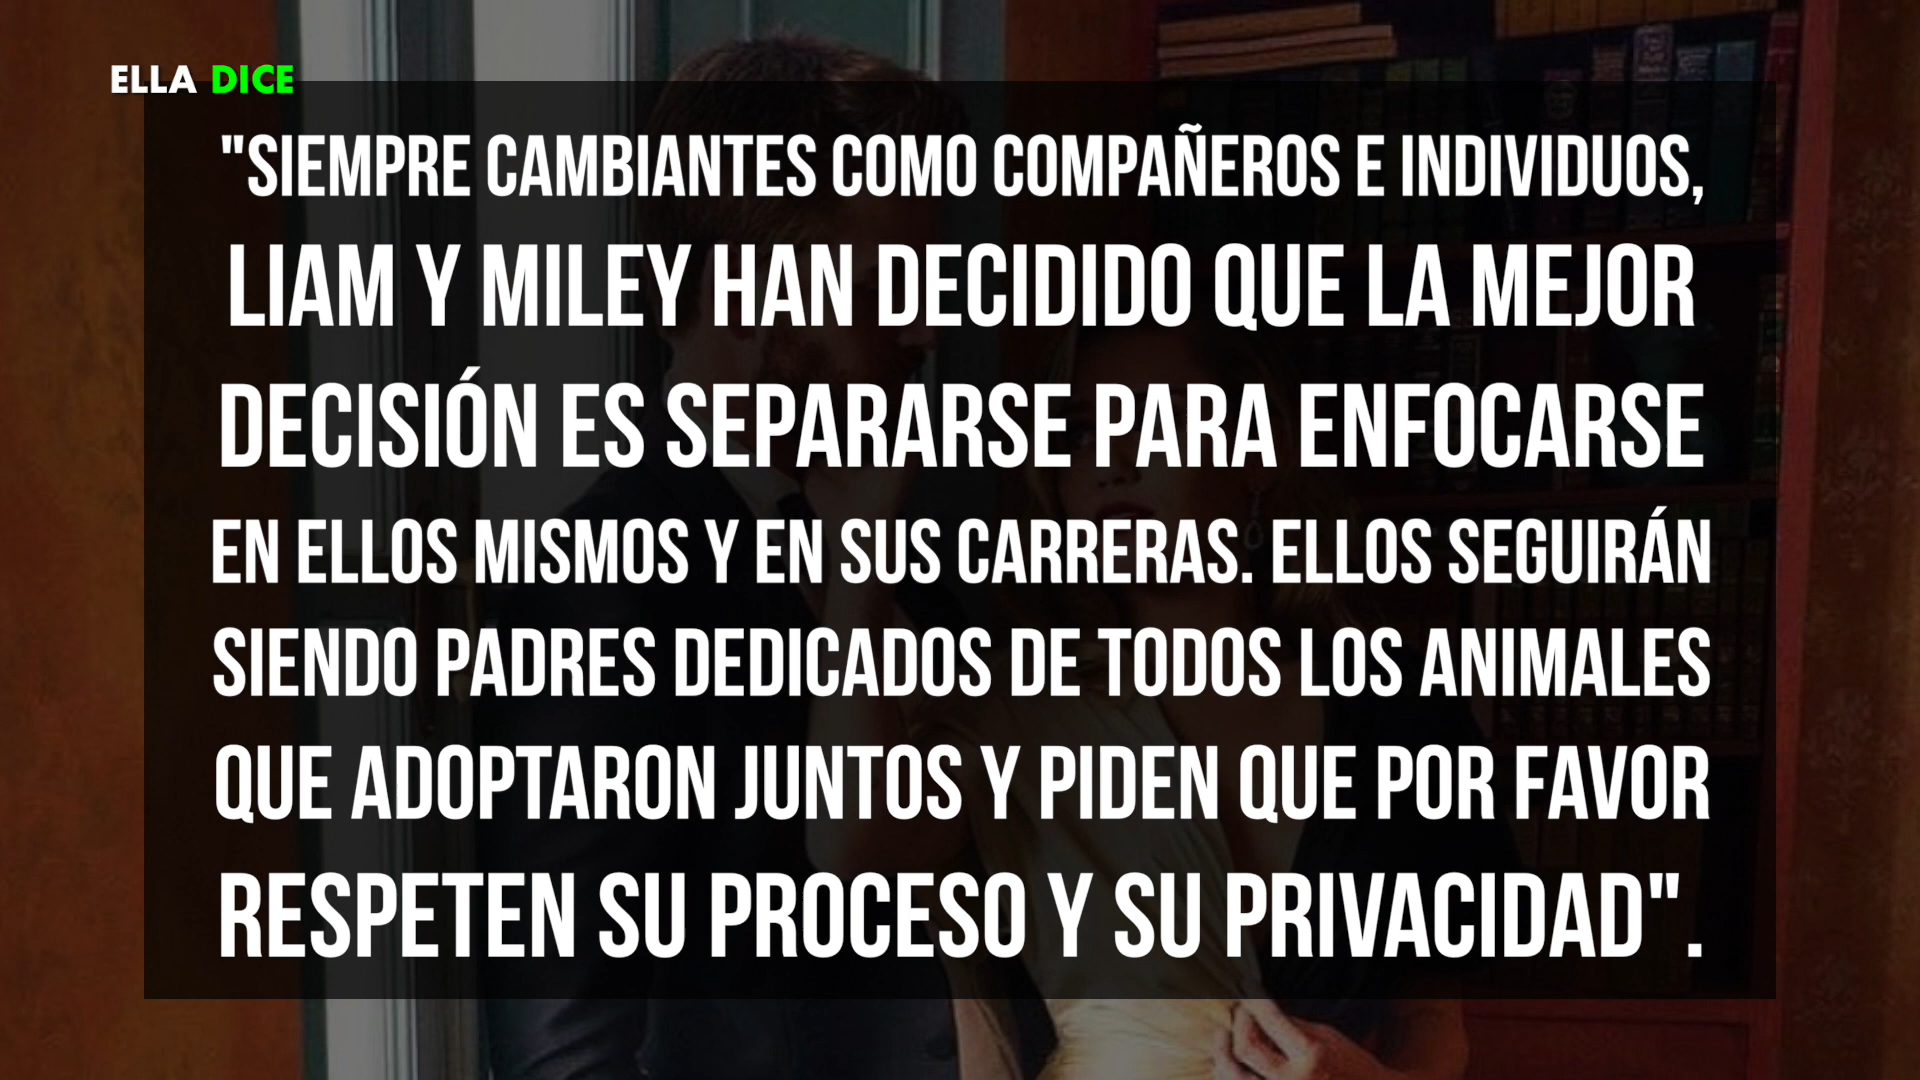 ELLA DICE
"SIEMPRE CAMBIANTES COMO COMPAÑEROS E INDIVIDUOS,
LIAM Y MILEY HAN DECIDIDO QUE LA MEJOR
DECISIÓN ES SEPARARSE PARA ENFOCARSE
EN ELLOS MISMOS Y EN SUS CARRERAS. ELLOS SEGUIRÁN
SIENDO PADRES DEDICADOS DE TODOS LOS ANIMALES
QUE ADOPTARON JUNTOS Y PIDEN QUE POR FAVOR
RESPETEN SU PROCESO Y SU PRIVACIDAD".